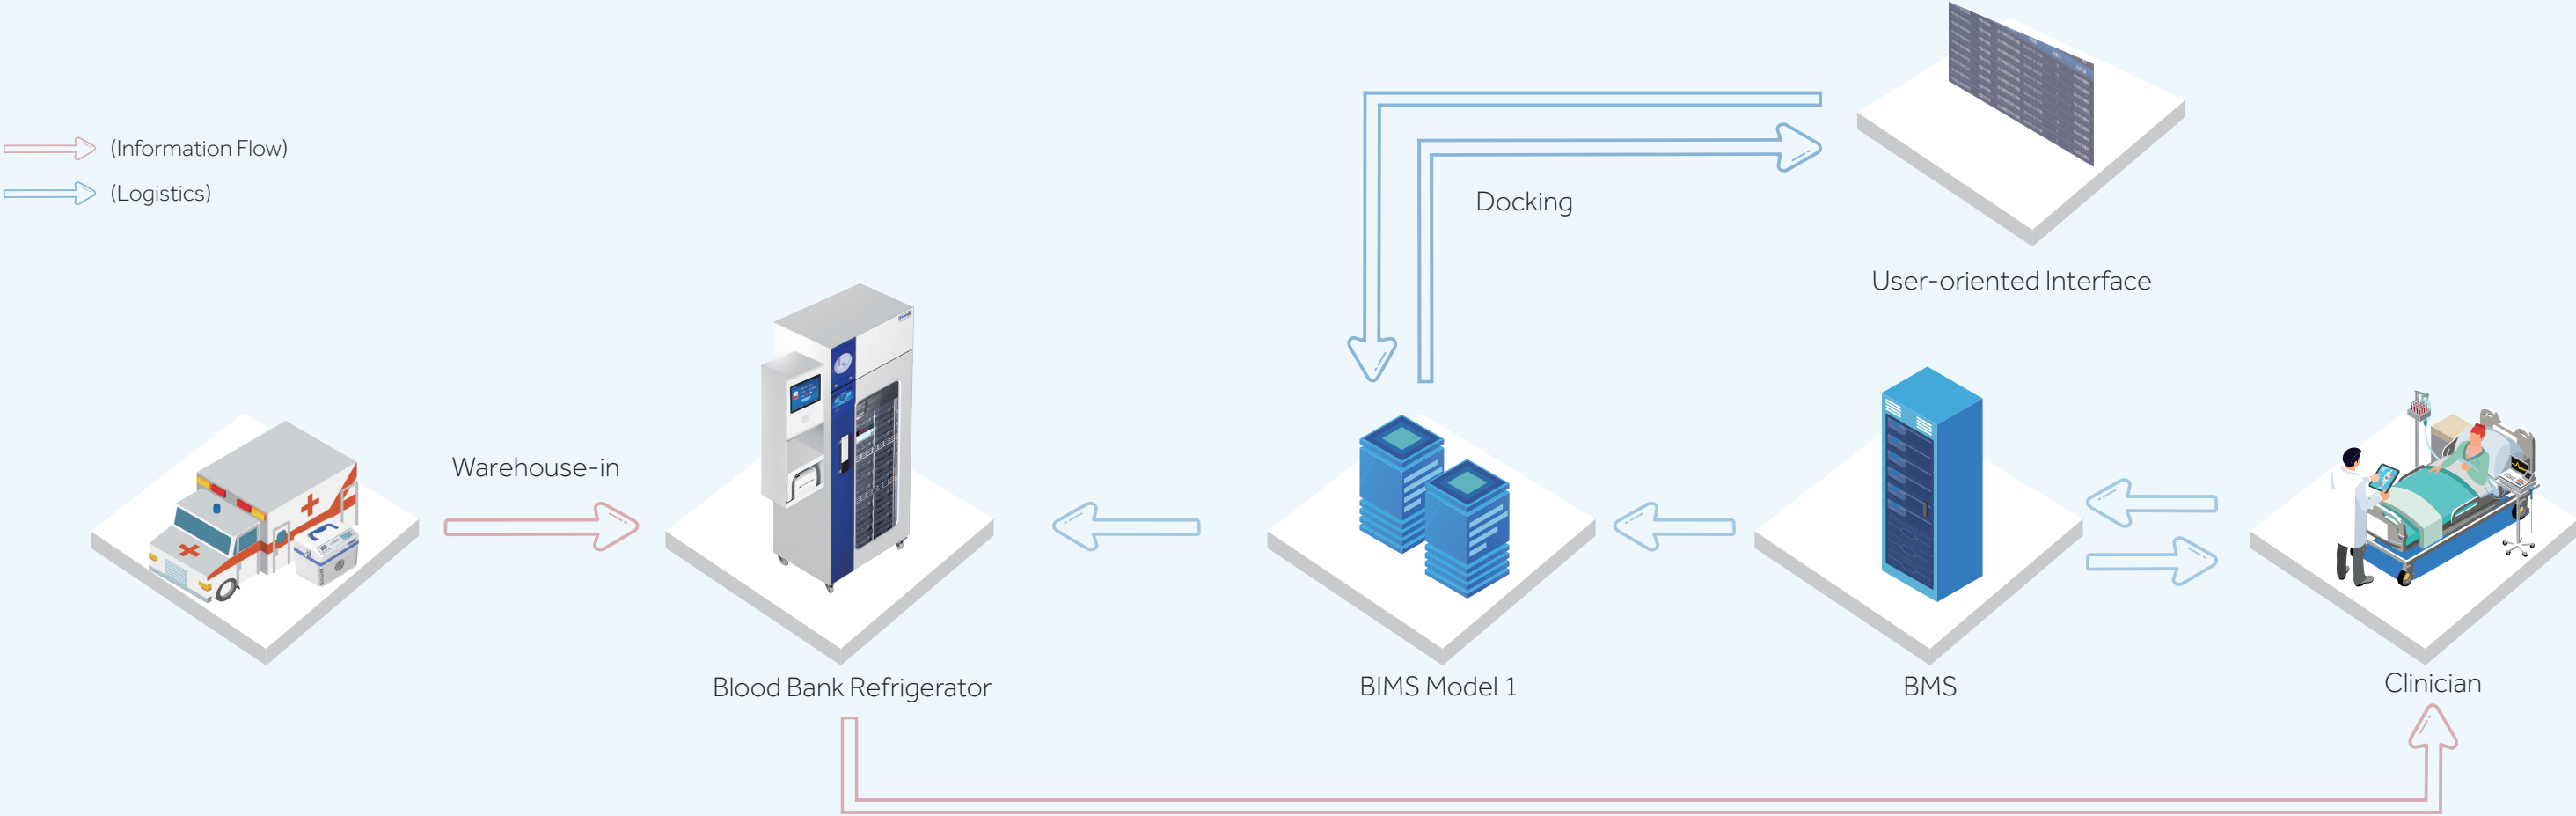 (Information Flow)
(Logistics)
Docking
User-oriented Interface
Warehouse-in
Blood Bank Refrigerator
BIMS Model 1
BMS
Clinician